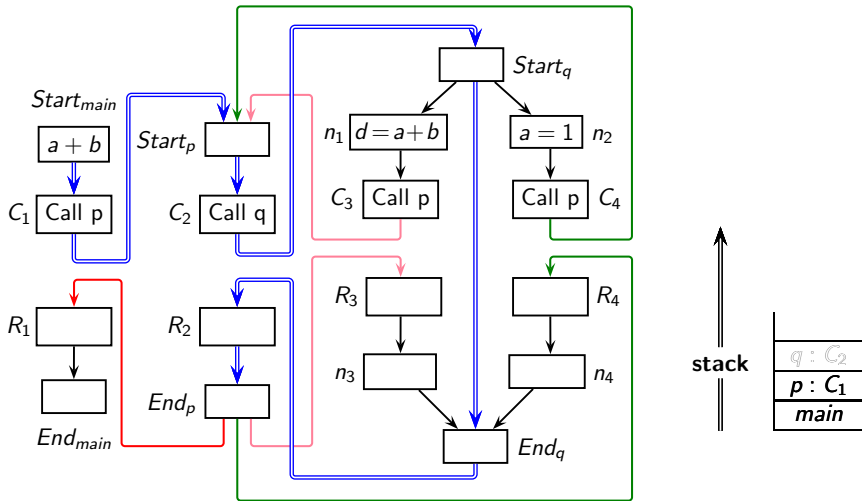 Start_q
Start_main
a + b
Start_p
n_1
d = a + b
a = 1
n_2
C_1
Call p
C_2
Call q
C_3
Call p
Call p
C_4
R_1
R_2
R_3
R_4
n_3
n_4
End_main
End_p
End_q
stack
q : C_2
p : C_1
main